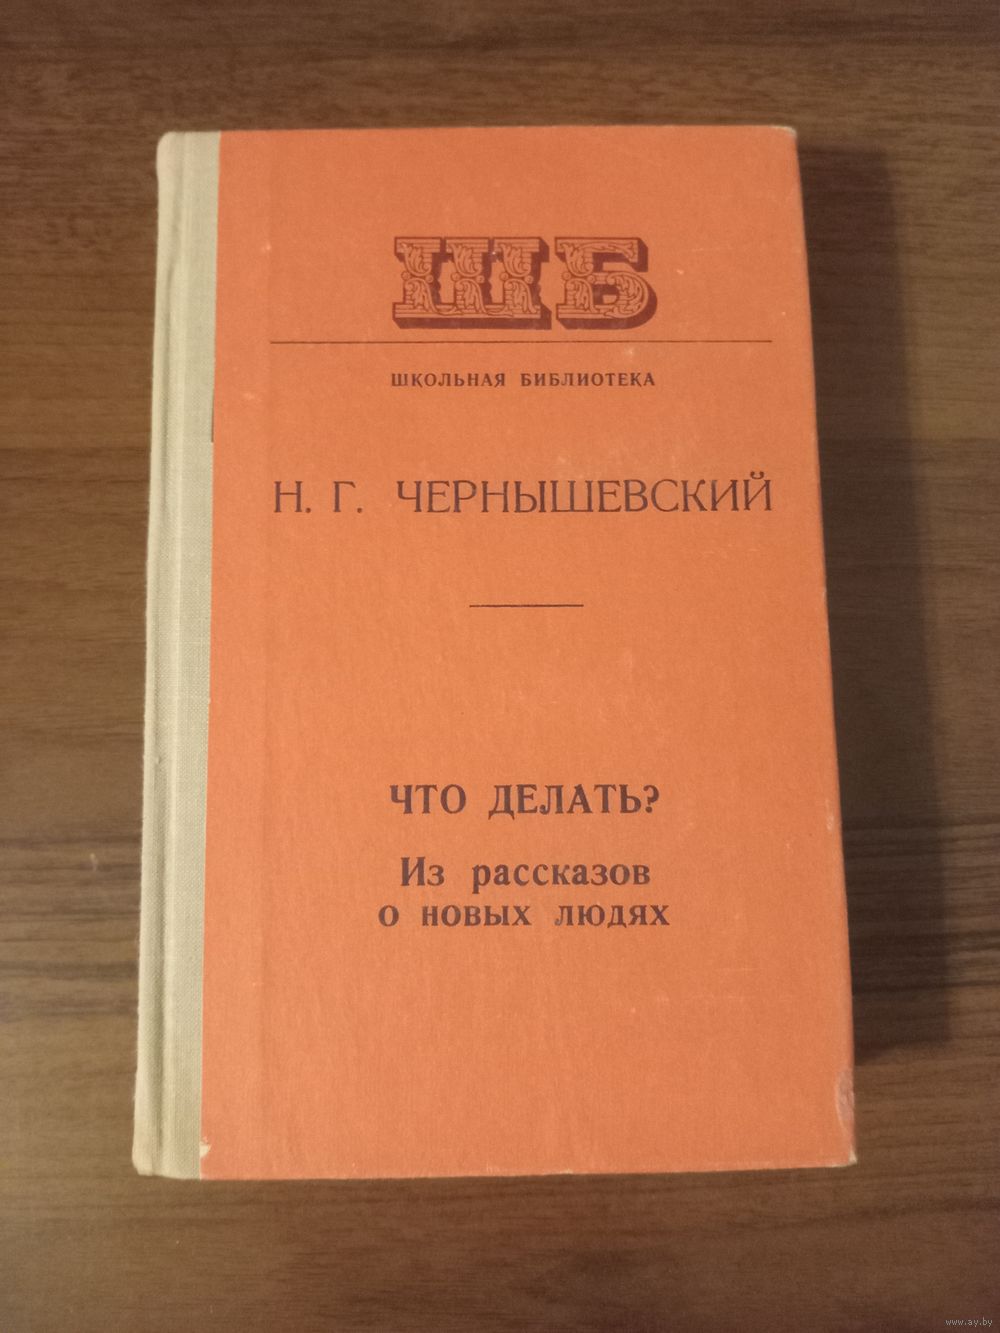 ШБ
ШКОЛЬНАЯ БИБЛИОТЕКА
Н. Г. ЧЕРНЫШЕВСКИЙ
ЧТО ДЕЛАТЬ?
Из рассказов
о новых людях
www.ay.by